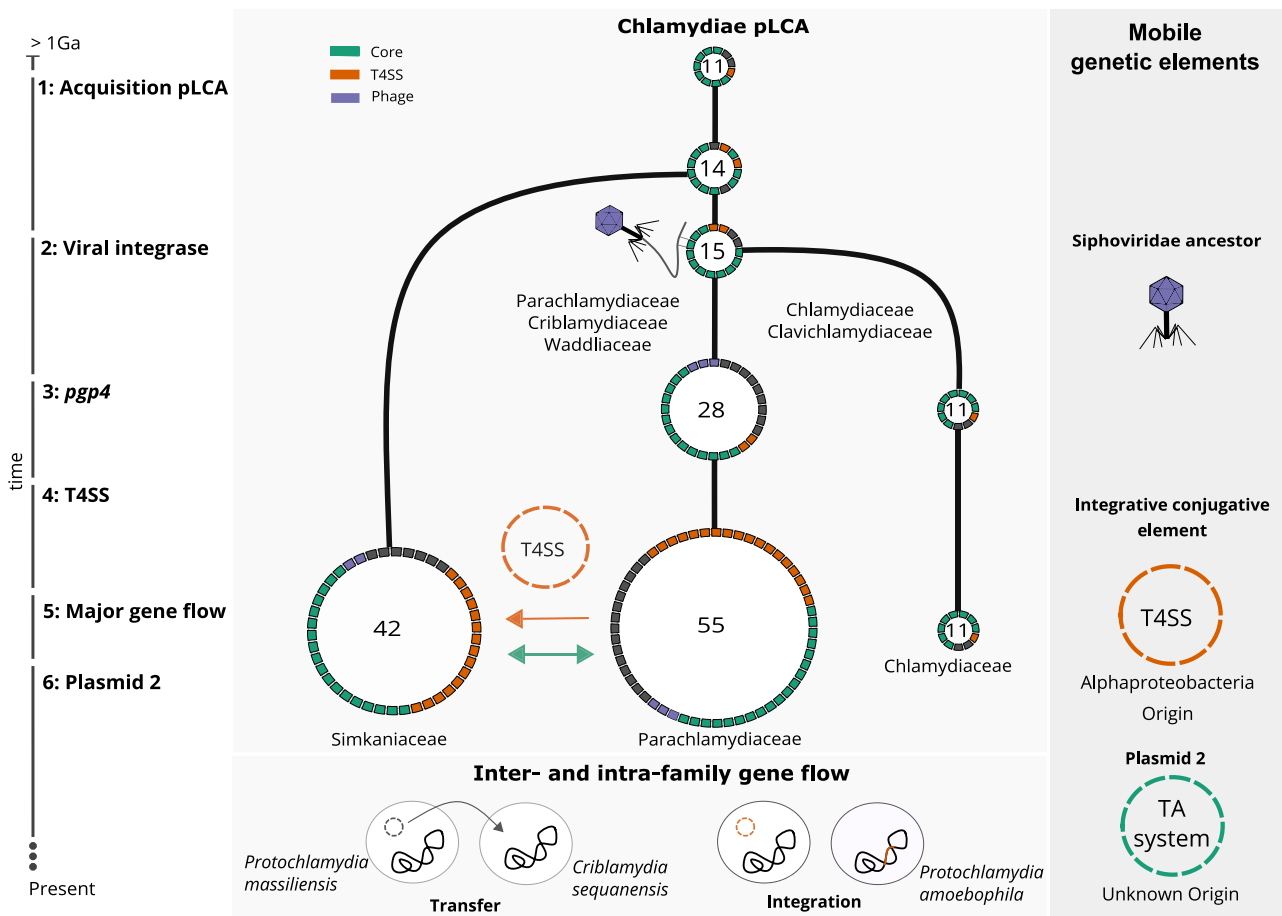 > 1Ga
1: Acquisition pLCA
2: Viral integrase
3: pgp4
time
4: T4SS
5: Major gene flow
6: Plasmid 2
Present
Chlamydiae pLCA
Core
T4SS
Phage
11
14
15
Parachlamydiaceae
Criblamydiaceae
Waddliaceae
Chlamydiaceae
Clavichlamydiaceae
28
11
T4SS
42
55
11
Chlamydiaceae
Simkaniaceae
Parachlamydiaceae
Inter- and intra-family gene flow
Protochlamydia
massiliensis
Criblamydia
sequanensis
Transfer
Protochlamydia
amoebophila
Integration
Mobile
genetic elements
Siphoviridae ancestor
Integrative conjugative
element
T4SS
Alphaproteobacteria
Origin
Plasmid 2
TA
system
Unknown Origin